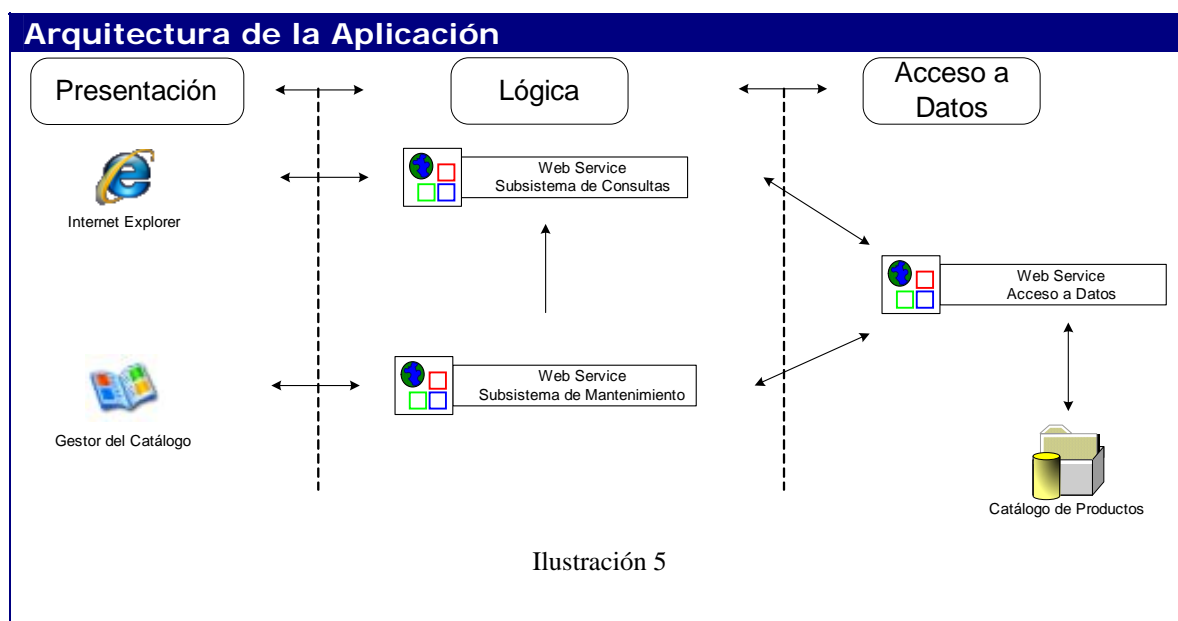 Arquitectura de la Aplicación
Presentación
Lógica
Acceso a
Datos
Internet Explorer
Web Service
Subsistema de Consultas
Web Service
Acceso a Datos
Gestor del Catálogo
Web Service
Subsistema de Mantenimiento
Catálogo de Productos
Ilustración 5